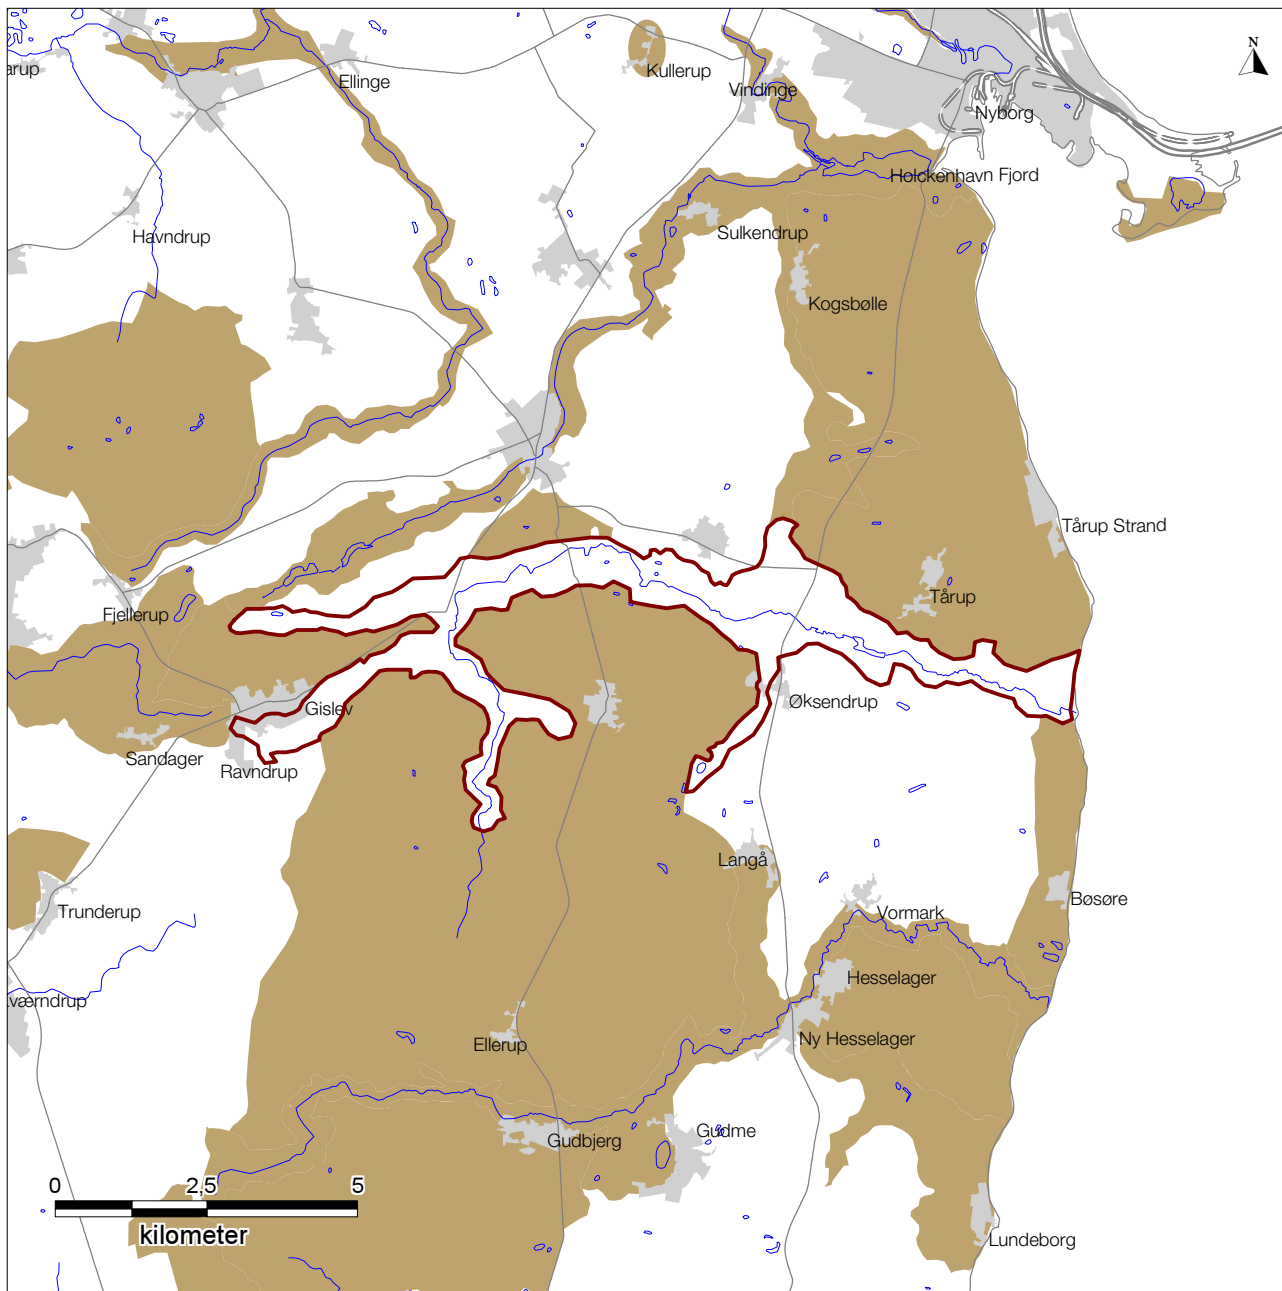 N
arup
Ellinge
Kullerup
Vindinge
Nyborg
Holckenhavn Fjord
Havndrup
Sulkendrup
Kogsbølle
Tårup Strand
Fjellerup
Tårup
Gislev
Øksendrup
Sandager
Ravndrup
Langå
Trunderup
Vormark
Bøsøre
Hesselager
værndrup
Ellerup
Ny Hesselager
Gudbjerg
Gudme
0 2,5 5
kilometer
Lundeborg